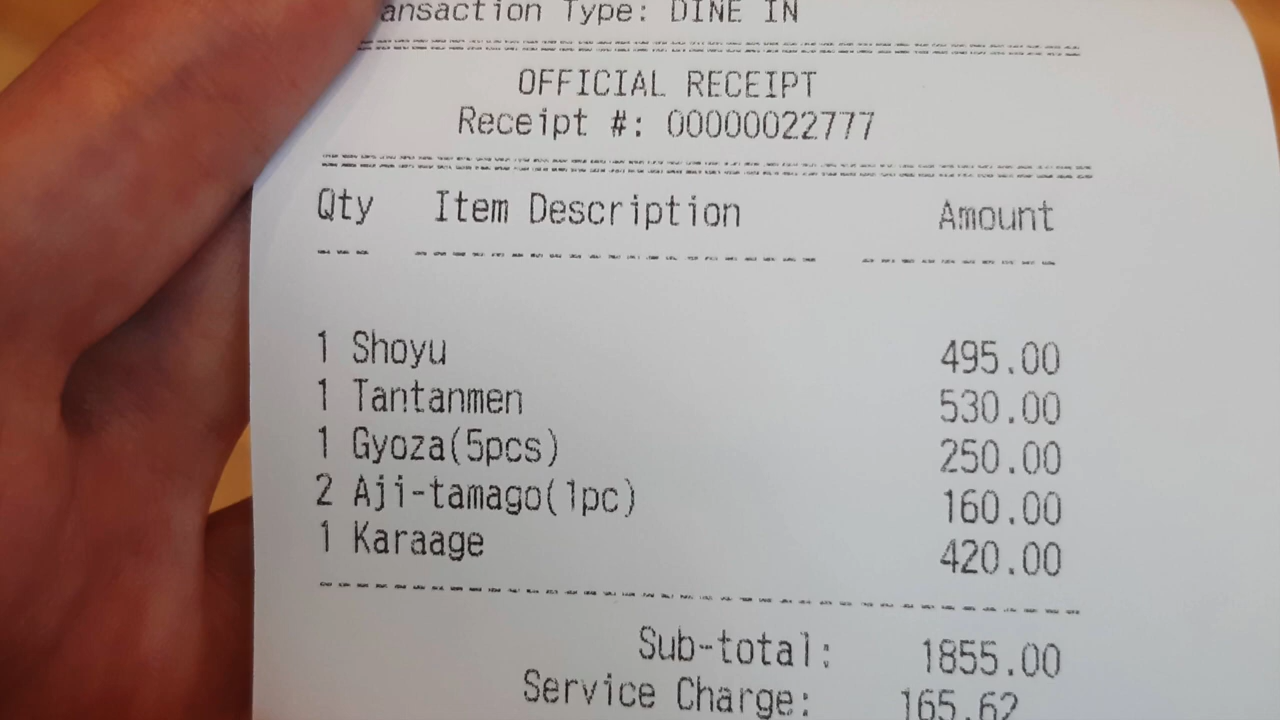 ansaction Type: DINE IN
OFFICIAL RECEIPT
Receipt #: 00000022777
Qty Item Description Amount
1 Shoyu 495.00
1 Tantanmen 530.00
1 Gyoza(5pcs) 250.00
2 Aji-tamago(1pc) 160.00
1 Karaage 420.00
Sub-total: 1855.00
Service Charge: 165.62